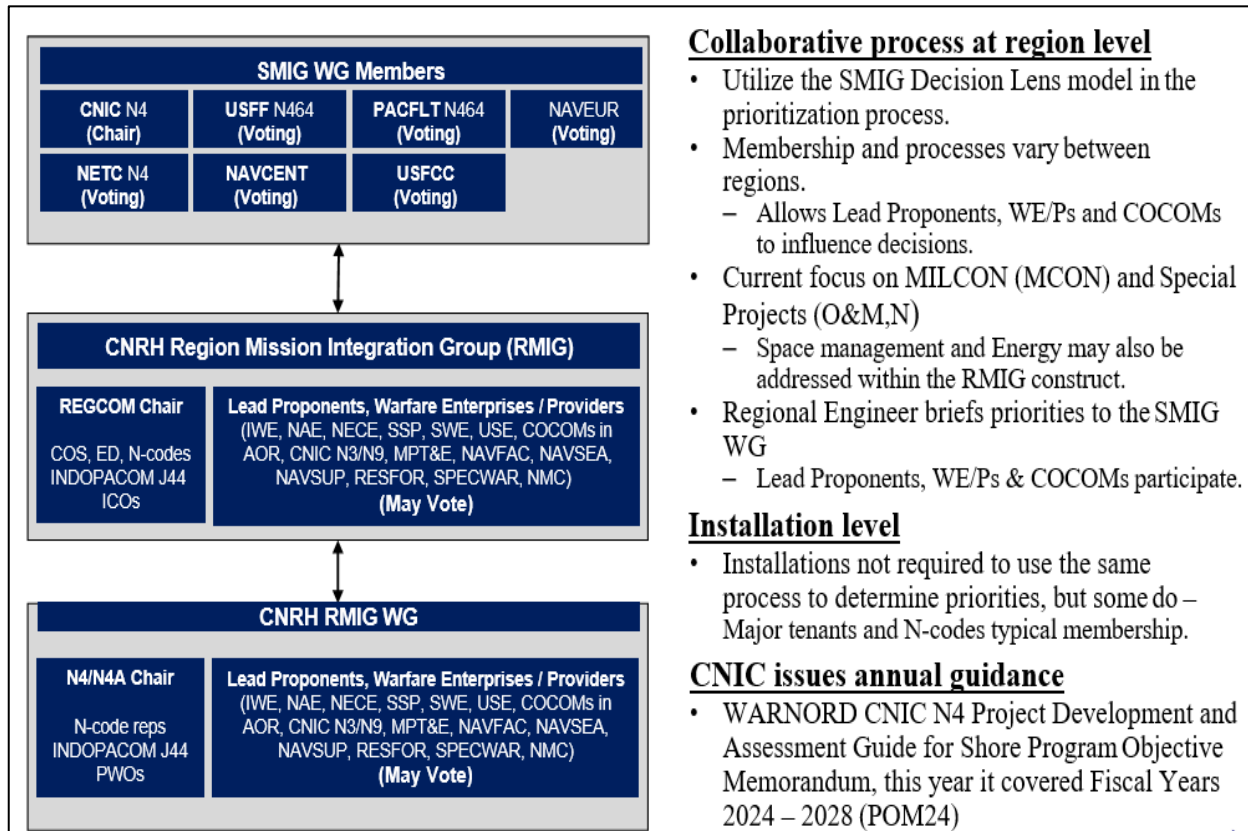 SMIG WG Members
CNIC N4
(Chair)
USFF N464
(Voting)
PACFLT N464
(Voting)
NAVEUR
(Voting)
NETC N4
(Voting)
NAVCENT
(Voting)
USFCC
(Voting)
CNRH Region Mission Integration Group (RMIG)
REGCOM Chair
COS, ED, N-codes
INDOPACOM J44
ICOs
Lead Proponents, Warfare Enterprises / Providers
(IWE, NAE, NECE, SSP, SWE, USE, COCOMs in
AOR, CNIC N3/N9, MPT&E, NAVFAC, NAVSEA,
NAVSUP, RESFOR, SPECWAR, NMC)
(May Vote)
CNRH RMIG WG
N4/N4A Chair
N-code reps
INDOPACOM J44
PWOs
Lead Proponents, Warfare Enterprises / Providers
(IWE, NAE, NECE, SSP, SWE, USE, COCOMs in
AOR, CNIC N3/N9, MPT&E, NAVFAC, NAVSEA,
NAVSUP, RESFOR, SPECWAR, NMC)
(May Vote)
Collaborative process at region level
• Utilize the SMIG Decision Lens model in the
prioritization process.
• Membership and processes vary between
regions.
– Allows Lead Proponents, WE/Ps and COCOMs
to influence decisions.
• Current focus on MILCON (MCON) and Special
Projects (O&M,N)
– Space management and Energy may also be
addressed within the RMIG construct.
• Regional Engineer briefs priorities to the SMIG
WG
– Lead Proponents, WE/Ps & COCOMs participate.
Installation level
• Installations not required to use the same
process to determine priorities, but some do –
Major tenants and N-codes typical membership.
CNIC issues annual guidance
• WARNORD CNIC N4 Project Development and
Assessment Guide for Shore Program Objective
Memorandum, this year it covered Fiscal Years
2024 – 2028 (POM24)